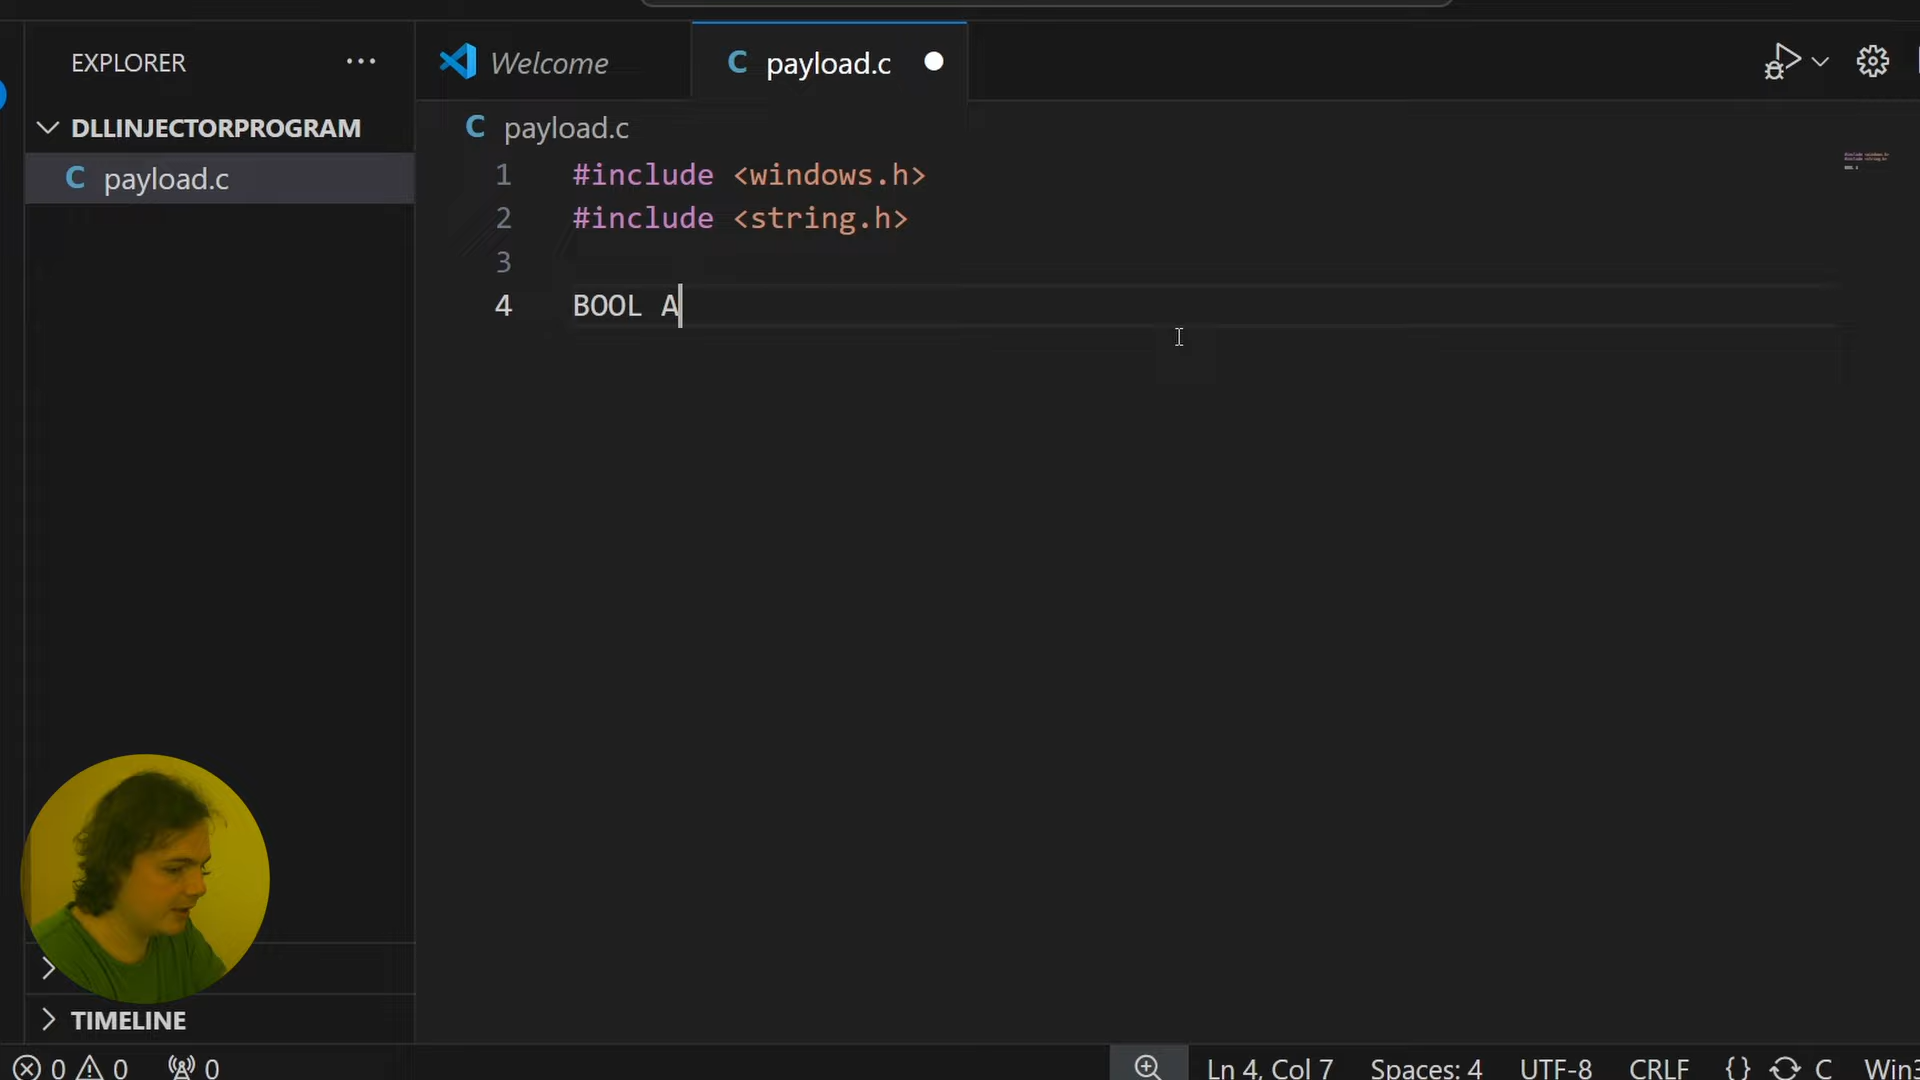 EXPLORER ...
DLLINJECTORPROGRAM
C payload.c
TIMELINE
Welcome
C payload.c
C payload.c
1 #include <windows.h>
2 #include <string.h>
3
4 BOOL A
0 0 0
Ln 4, Col 7 Spaces: 4 UTF-8 CRLF {} C Win3